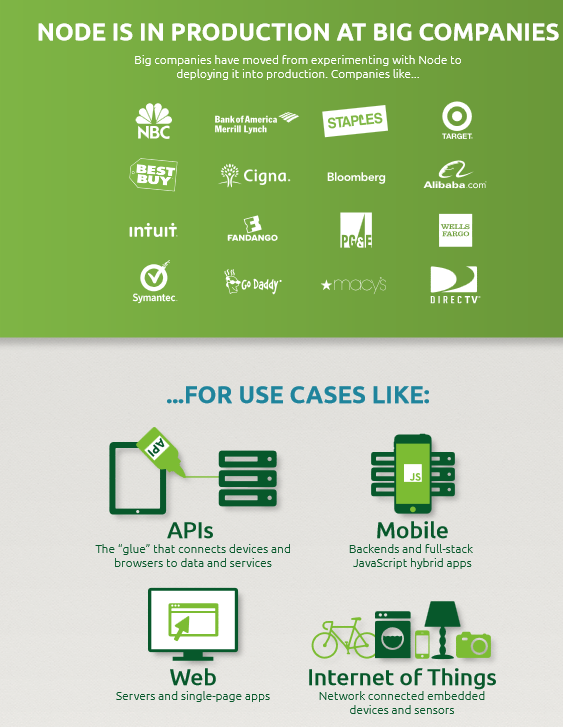 NODE IS IN PRODUCTION AT BIG COMPANIES
Big companies have moved from experimenting with Node to
deploying it into production. Companies like...
NBC
Bank of America
Merrill Lynch
STAPLES
TARGET
BEST
BUY
Cigna.
Bloomberg
Alibaba.com
INTUIT
FANDANGO
PG&E
WELLS
FARGO
Symantec.
Go Daddy
macy's
DIRECTV
...FOR USE CASES LIKE:
API
JS
APIs
Mobile
The “glue” that connects devices and
browsers to data and services
Backends and full-stack
JavaScript hybrid apps
Web
Internet of Things
Servers and single-page apps
Network connected embedded
devices and sensors